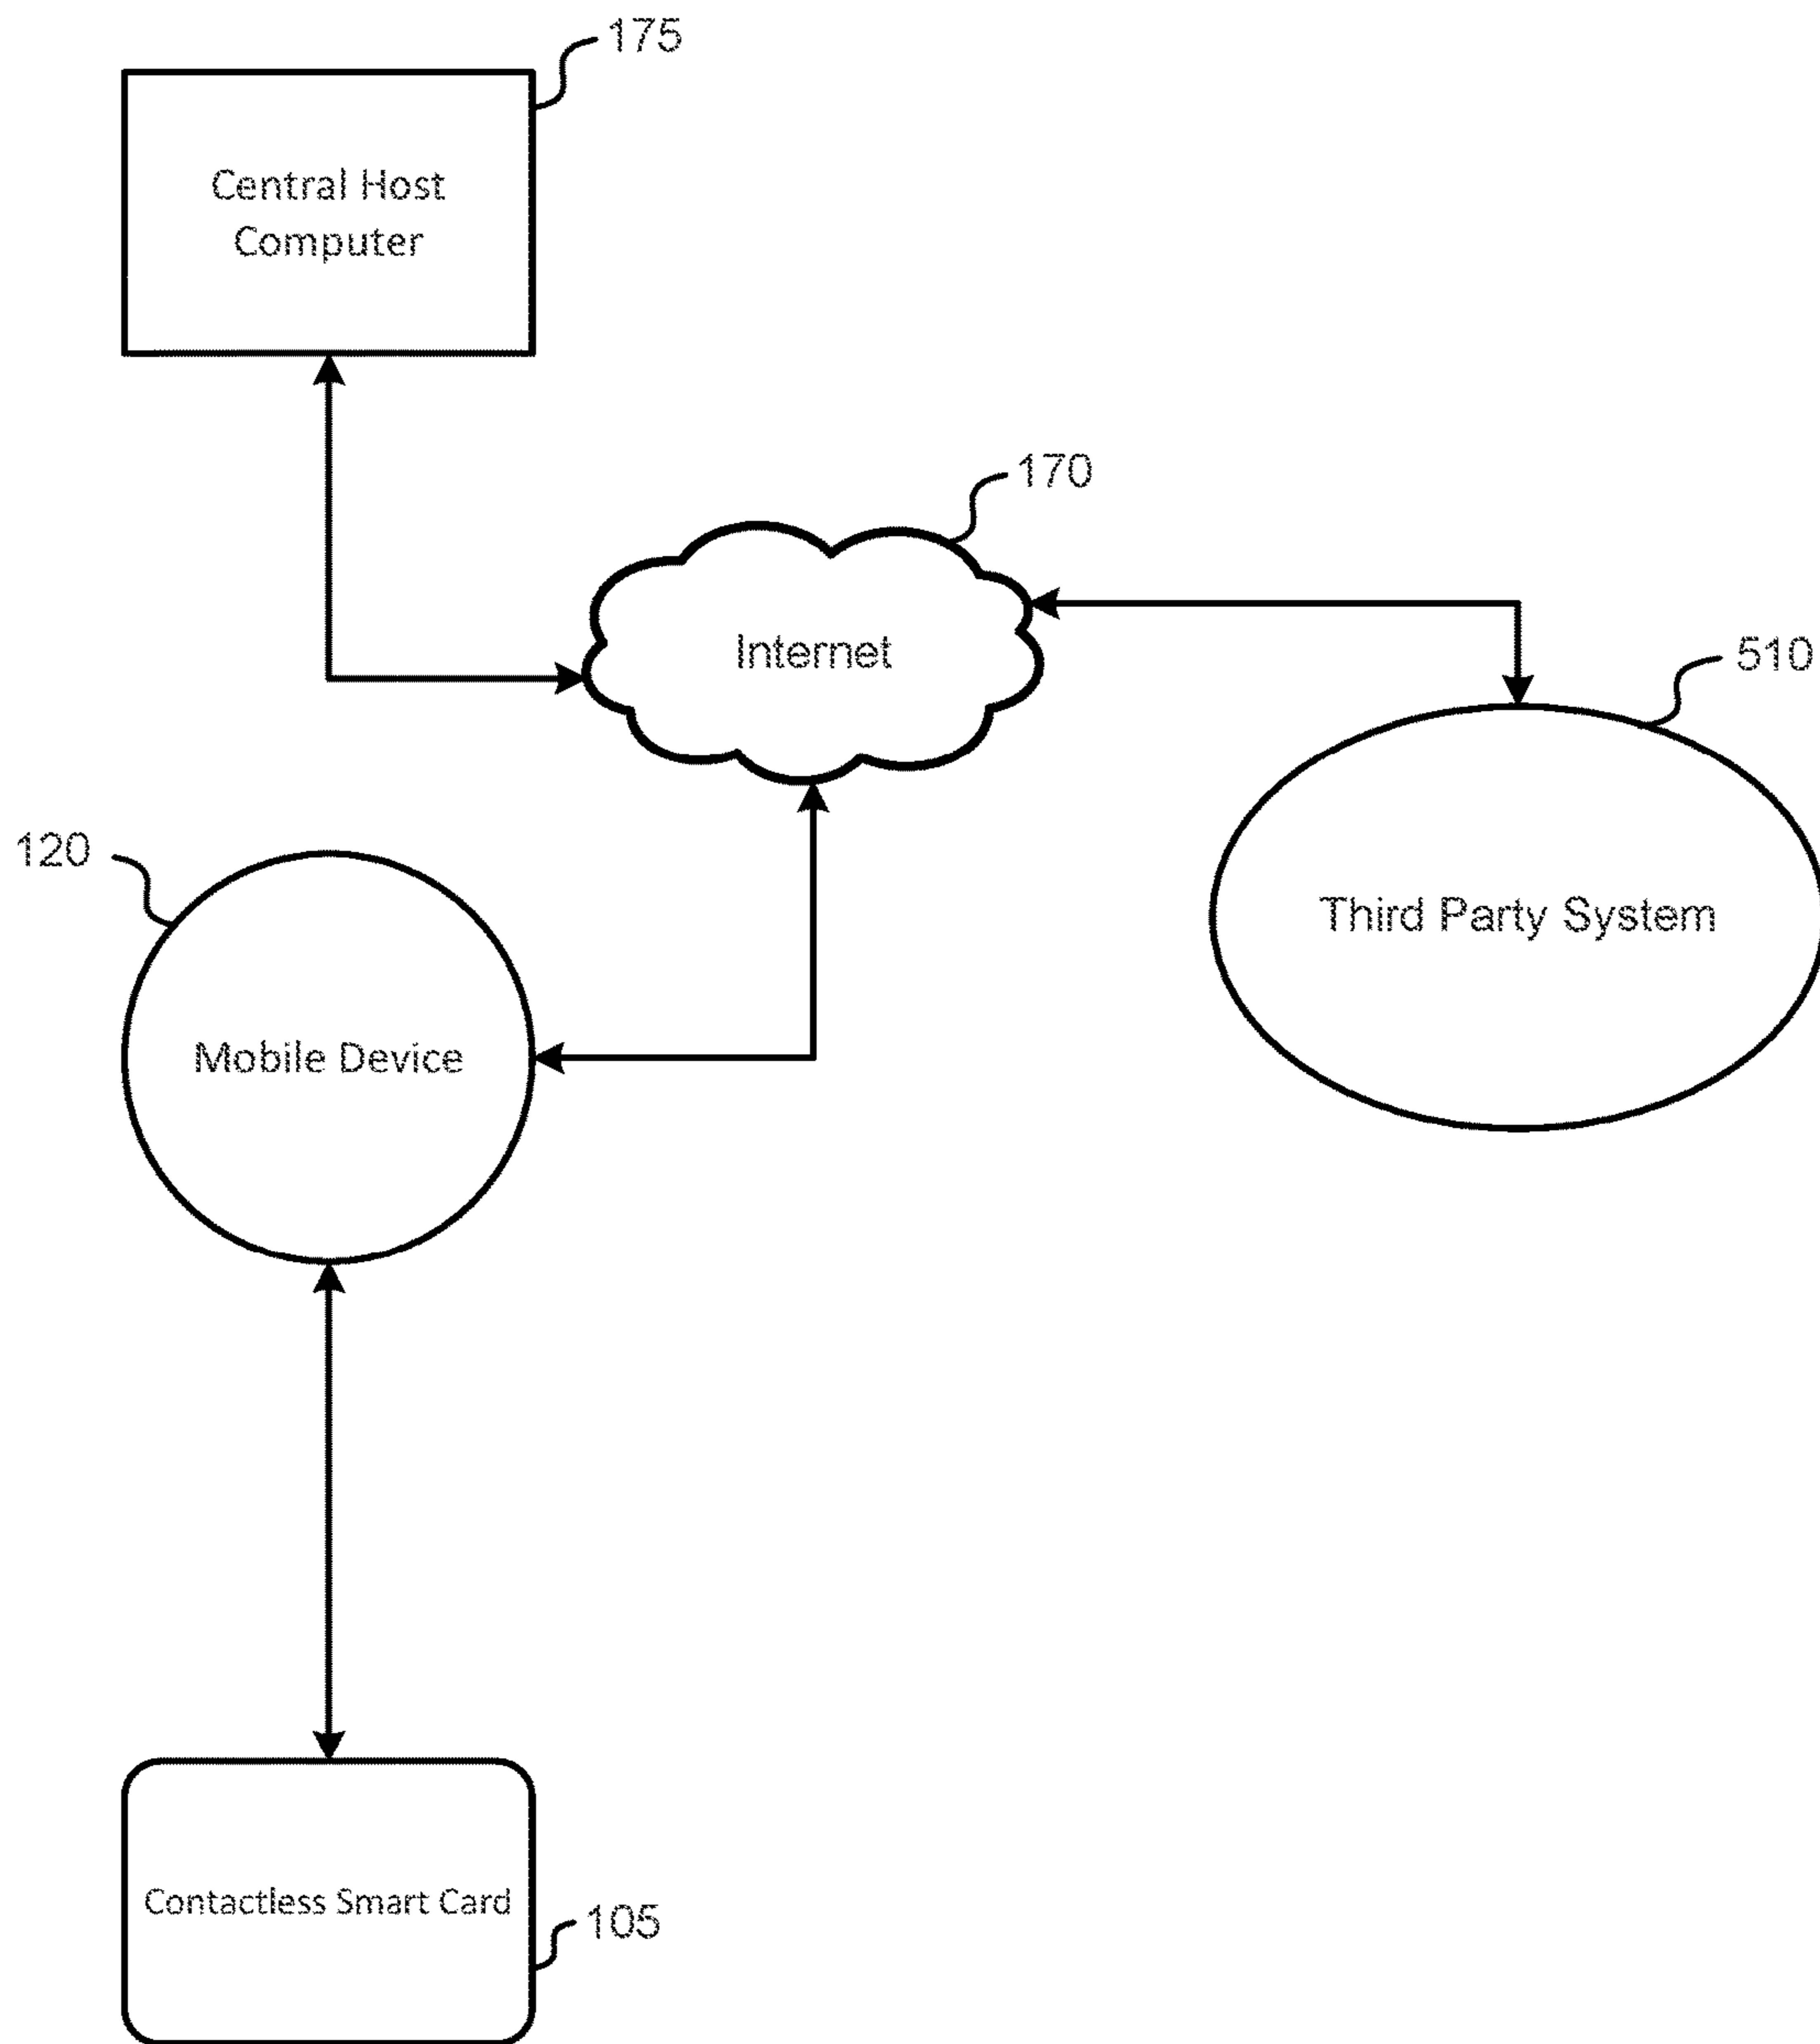 175
Central Host
Computer
170
Internet
510
120
Third Party System
Mobile Device
Contactless Smart Card
105